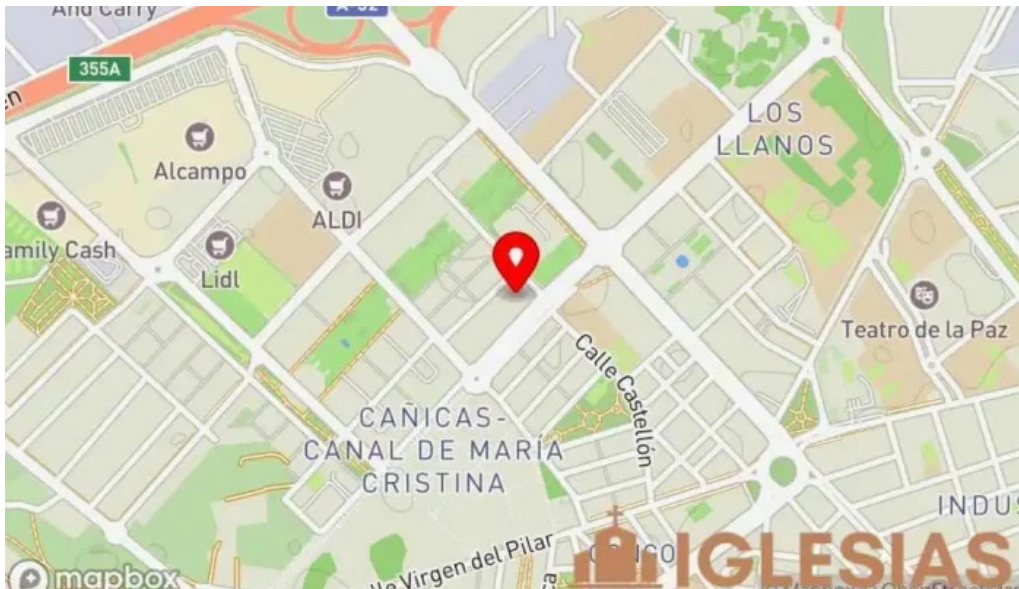 And Carry
355A
LOS
LLANOS
Alcampo
ALDI
amily Cash
Lidl
Teatro de la Paz
Calle Castellón
CAÑICAS-
CANAL DE MARÍA
CRISTINA
INDUS
Virgen del Pilar
IGLESIAS
mapbox